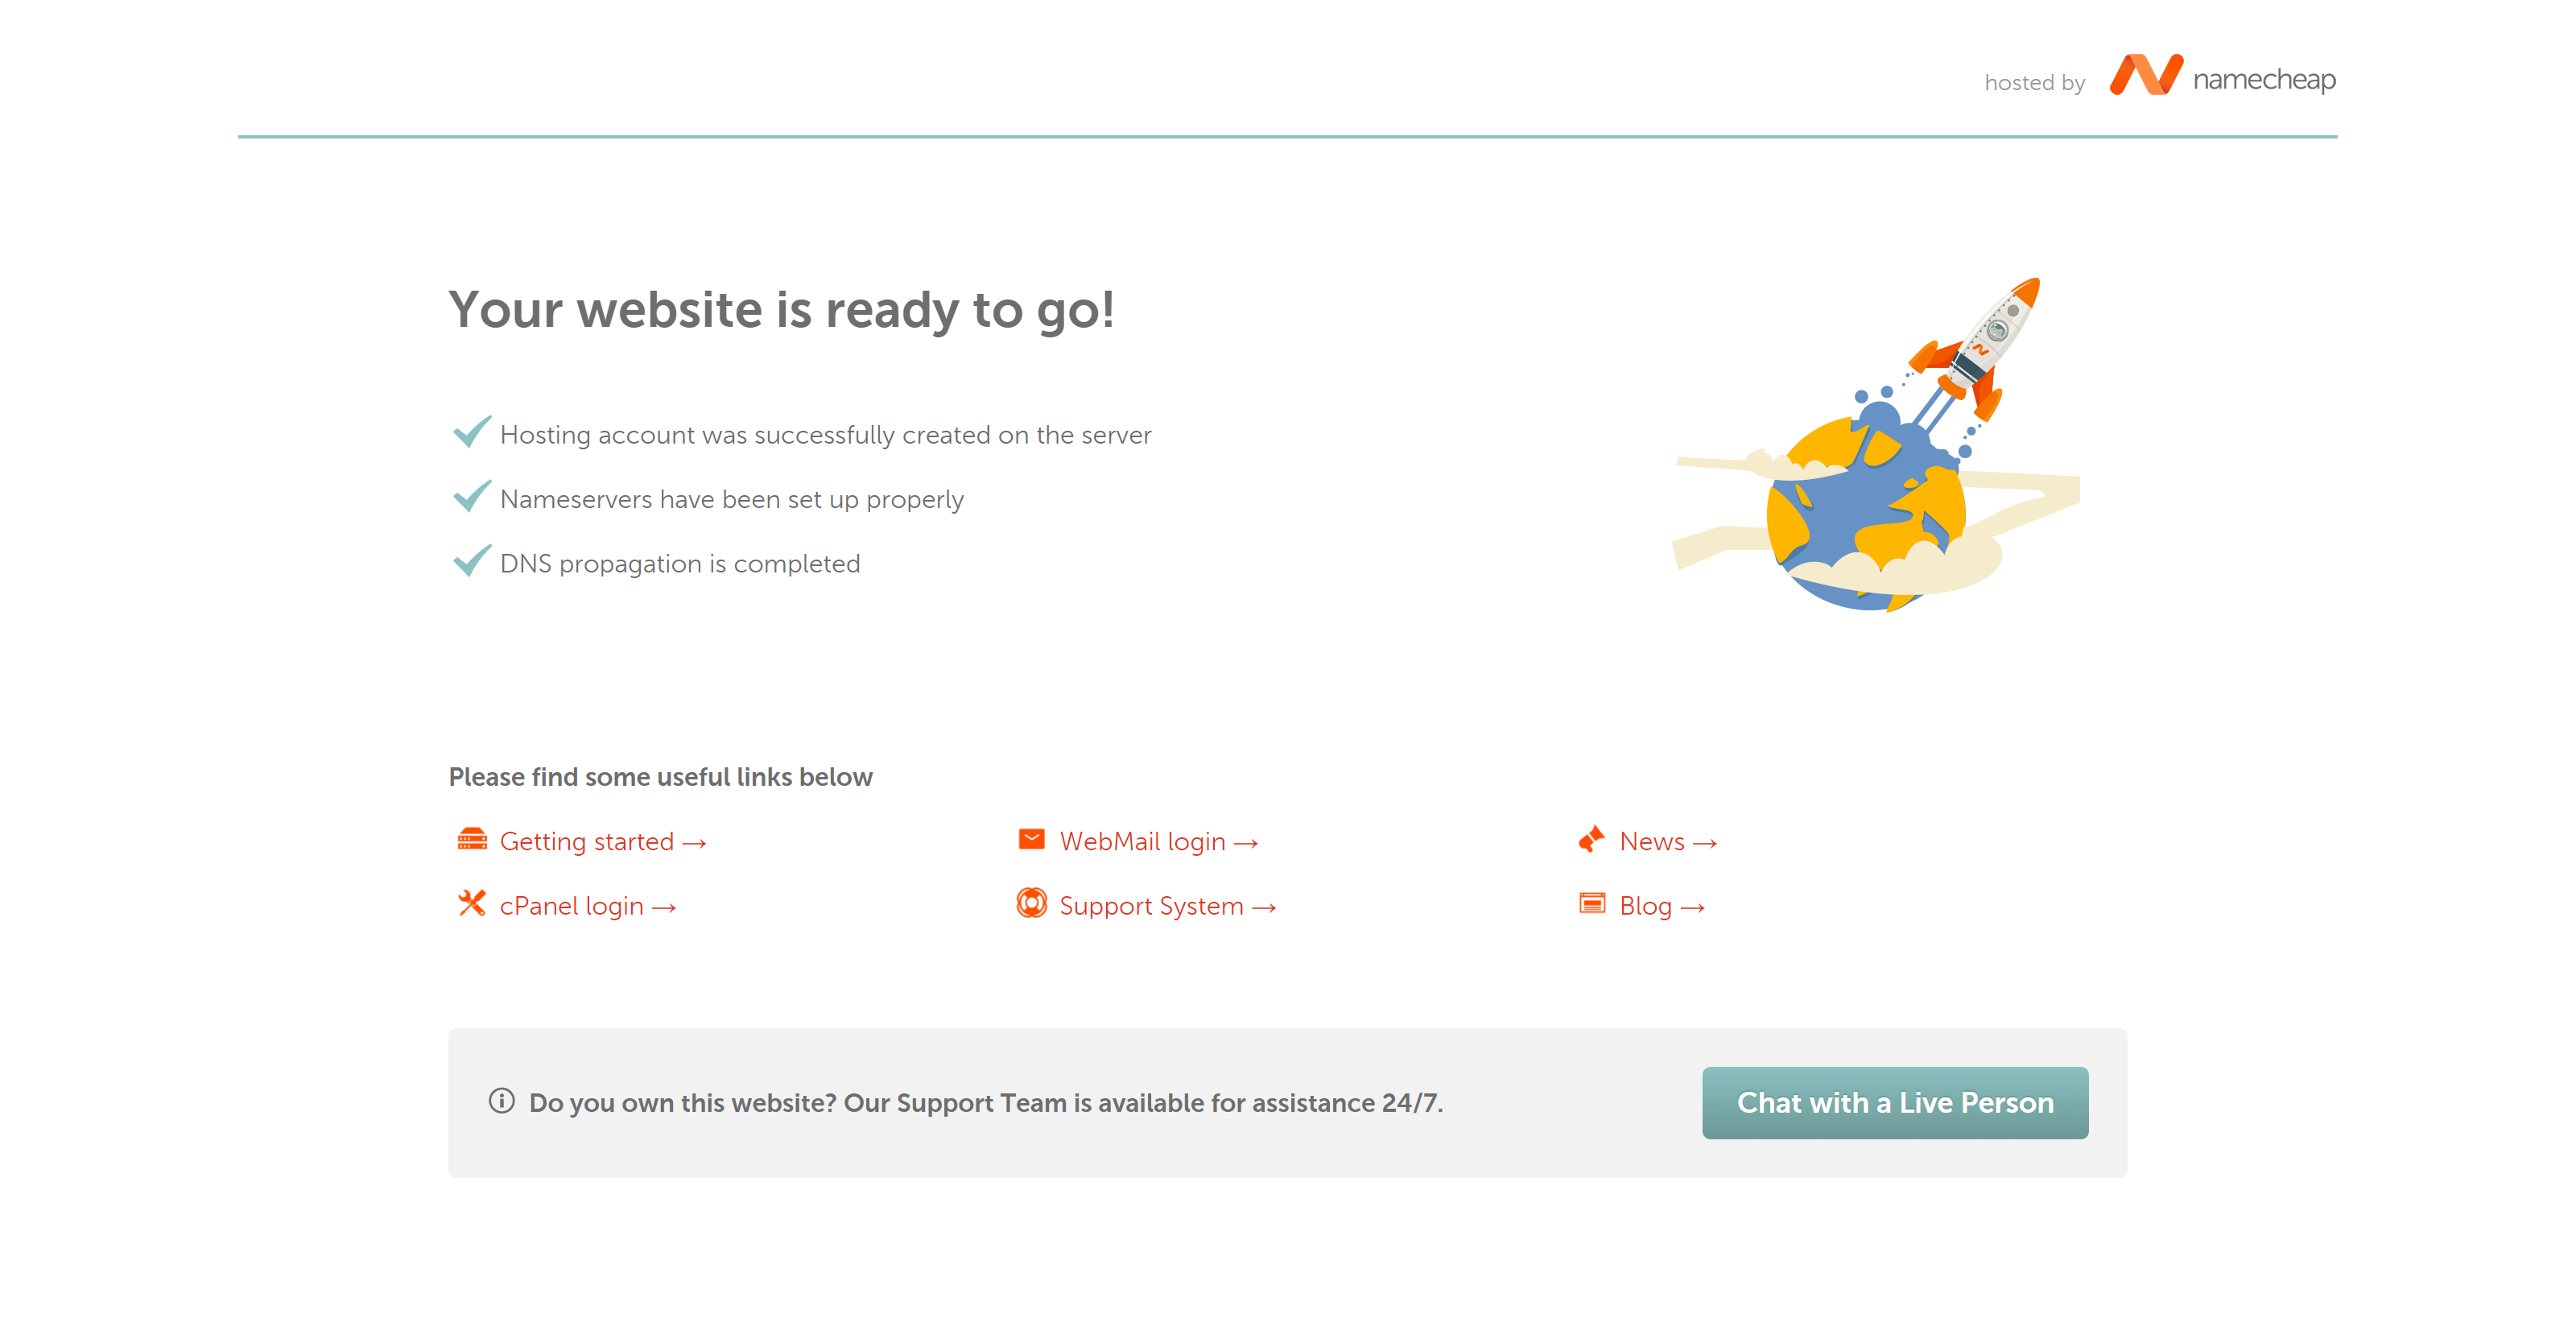 hosted by namecheap
Your website is ready to go!
Hosting account was successfully created on the server
Nameservers have been set up properly
DNS propagation is completed
Please find some useful links below
Getting started →
WebMail login →
News →
cPanel login →
Support System →
Blog →
Do you own this website? Our Support Team is available for assistance 24/7.
Chat with a Live Person